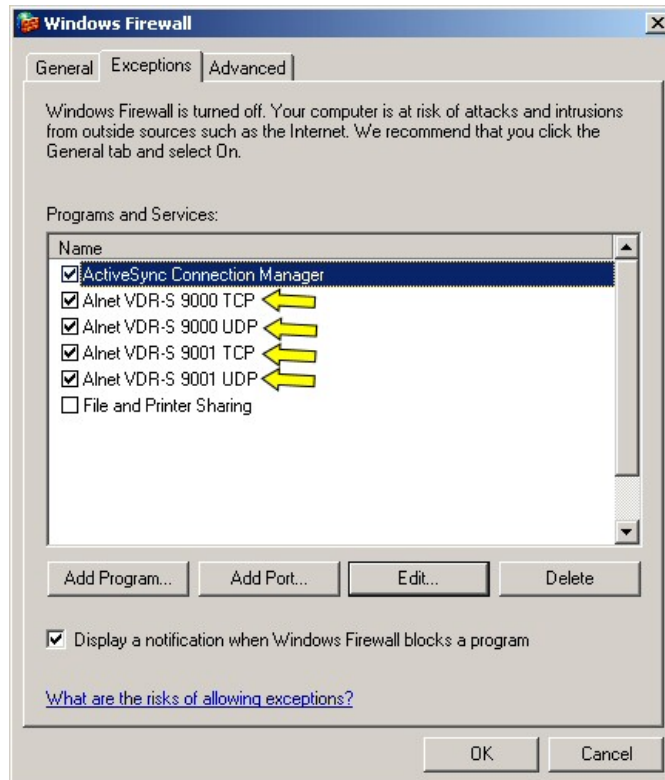 Windows Firewall
General Exceptions Advanced
Windows Firewall is turned off. Your computer is at risk of attacks and intrusions
from outside sources such as the Internet. We recommend that you click the
General tab and select On.
Programs and Services:
Name
ActiveSync Connection Manager
Alnet VDR-S 9000 TCP
Alnet VDR-S 9000 UDP
Alnet VDR-S 9001 TCP
Alnet VDR-S 9001 UDP
File and Printer Sharing
Add Program... Add Port... Edit... Delete
Display a notification when Windows Firewall blocks a program
What are the risks of allowing exceptions?
OK Cancel